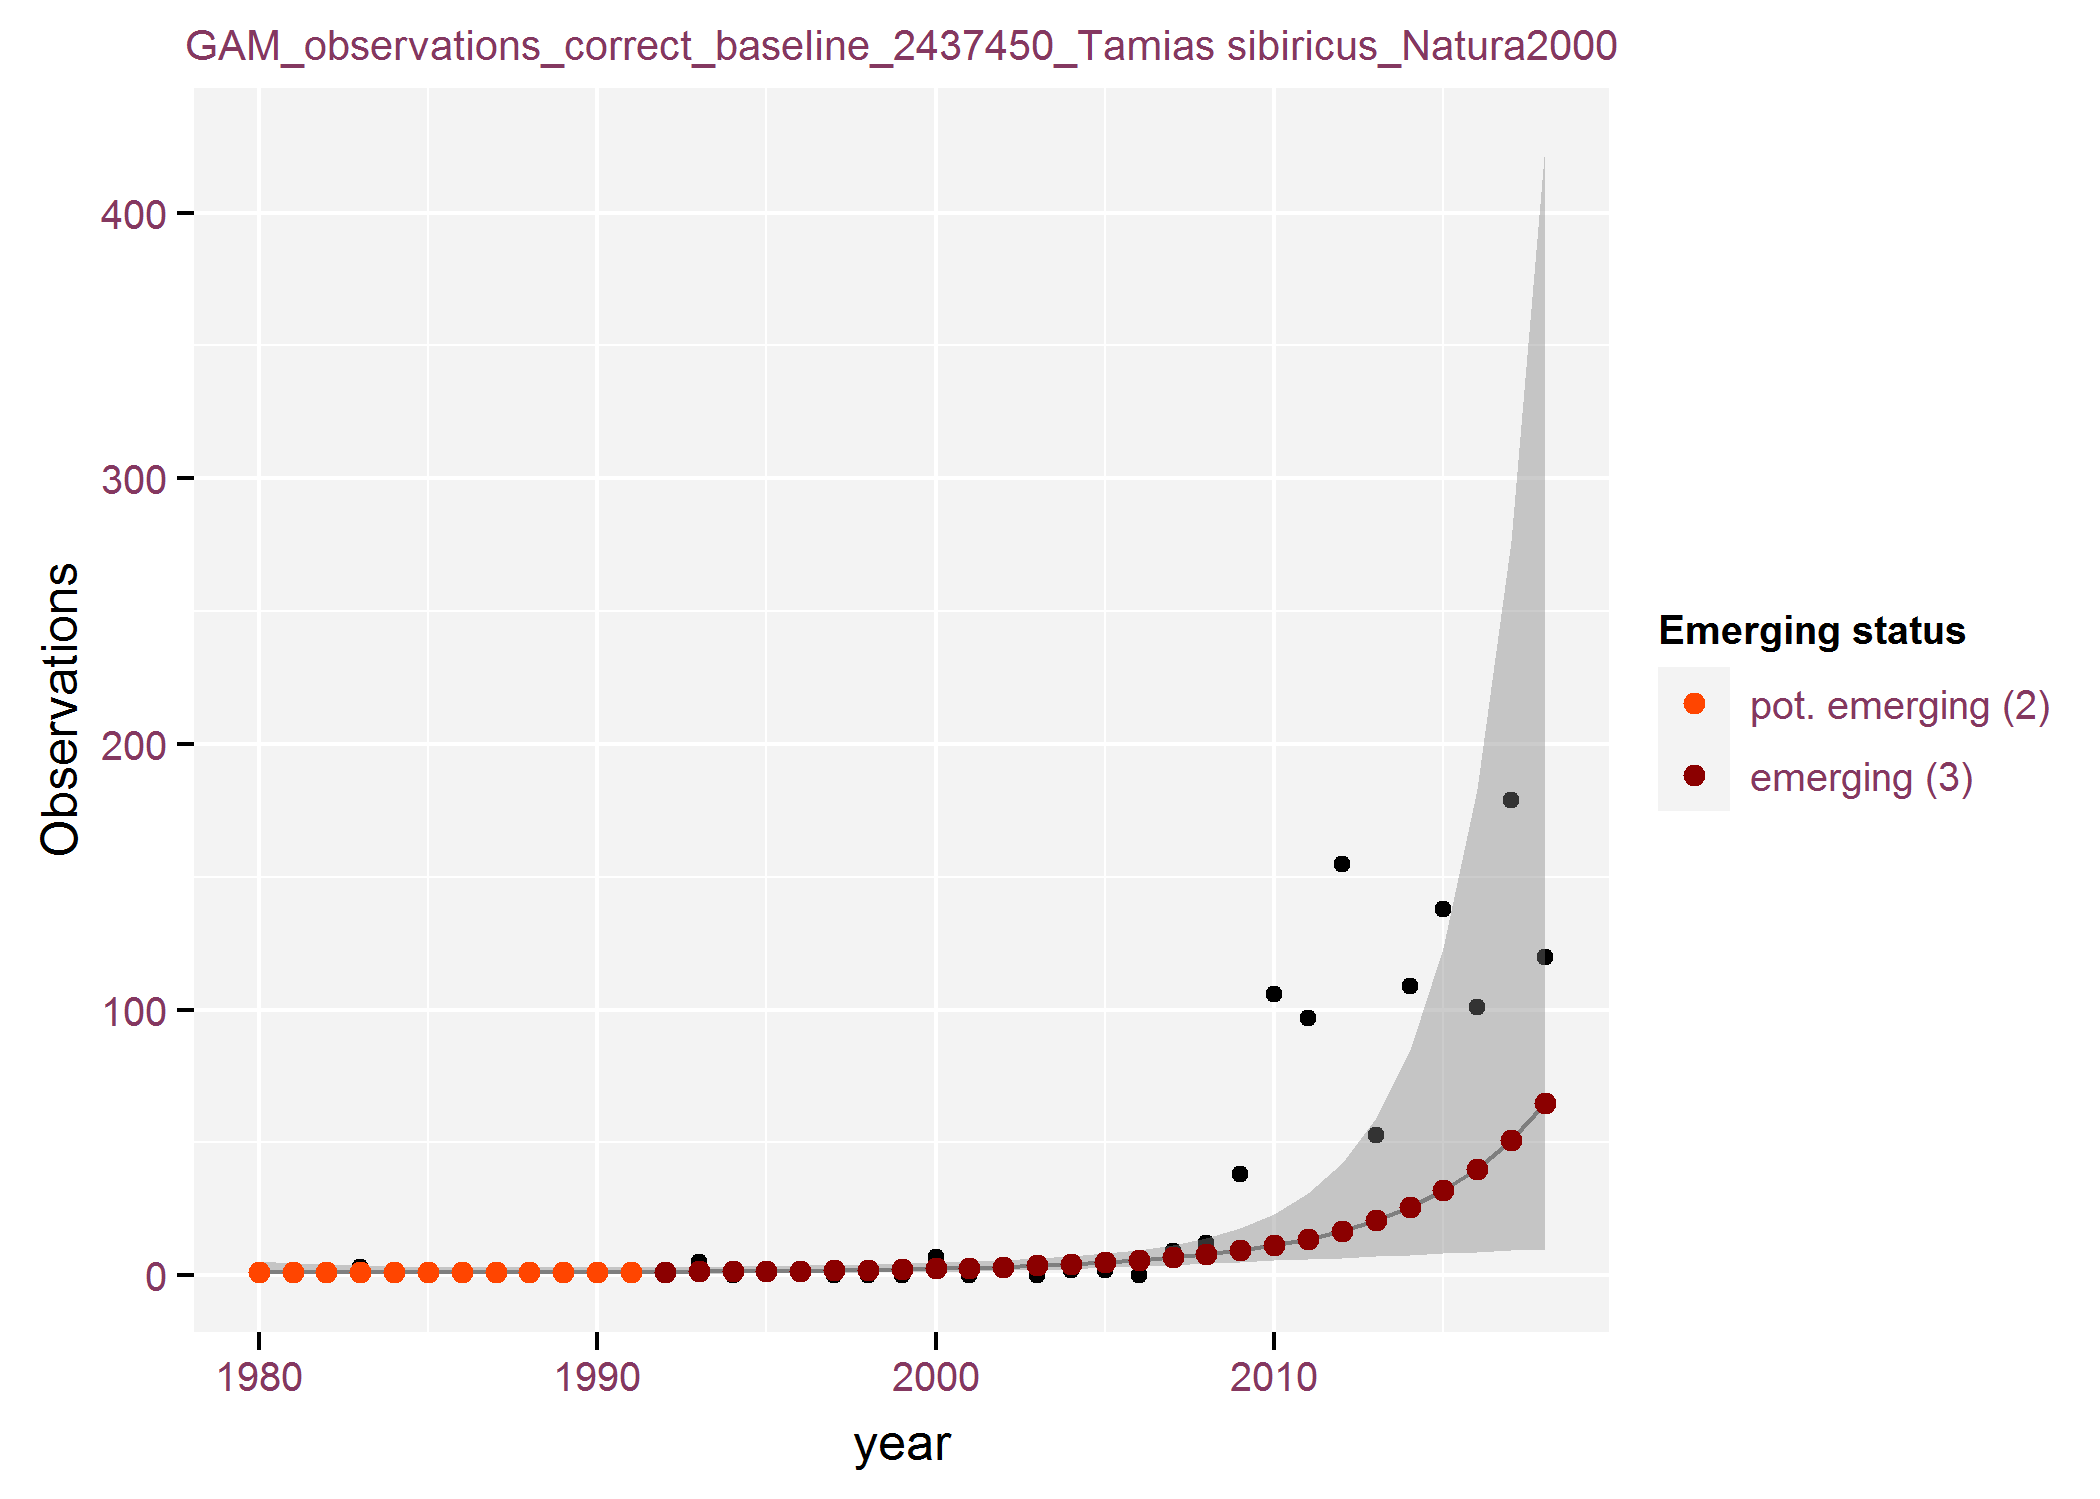 GAM_observations_correct_baseline_2437450_Tamias sibiricus_Natura2000
Observations
400
300
200
100
0
1980
1990
2000
2010
year
Emerging status
pot. emerging (2)
emerging (3)